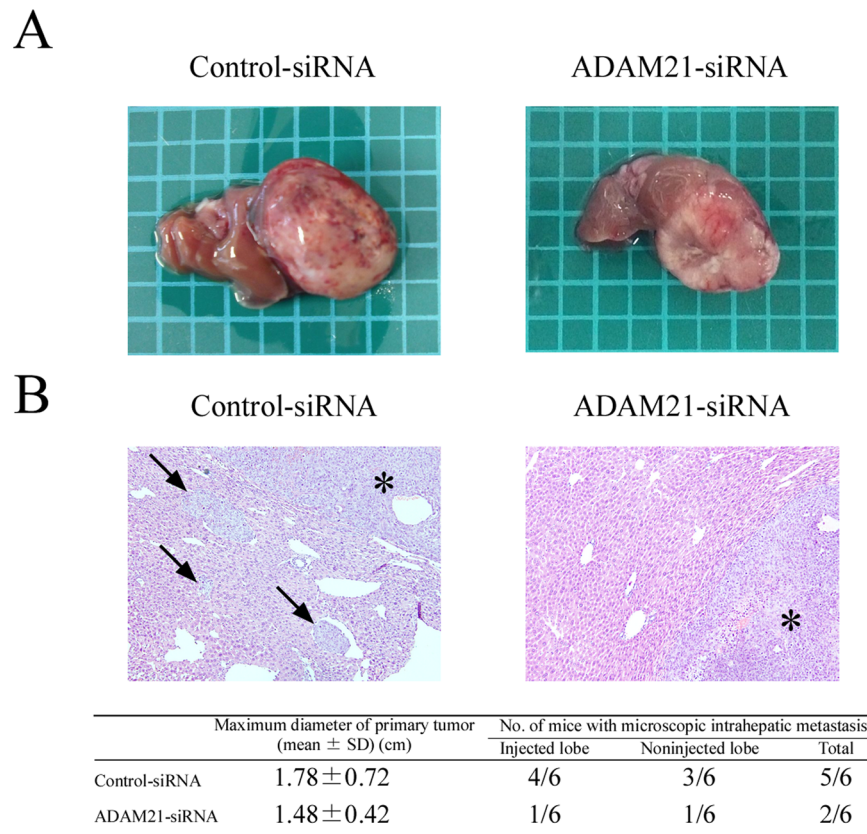 A
Control-siRNA ADAM21-siRNA
B
Control-siRNA ADAM21-siRNA
*
*
Maximum diameter of primary tumor (mean ± SD) (cm)
No. of mice with microscopic intrahepatic metastasis
Injected lobe Noninjected lobe Total
Control-siRNA 1.78±0.72 4/6 3/6 5/6
ADAM21-siRNA 1.48±0.42 1/6 1/6 2/6